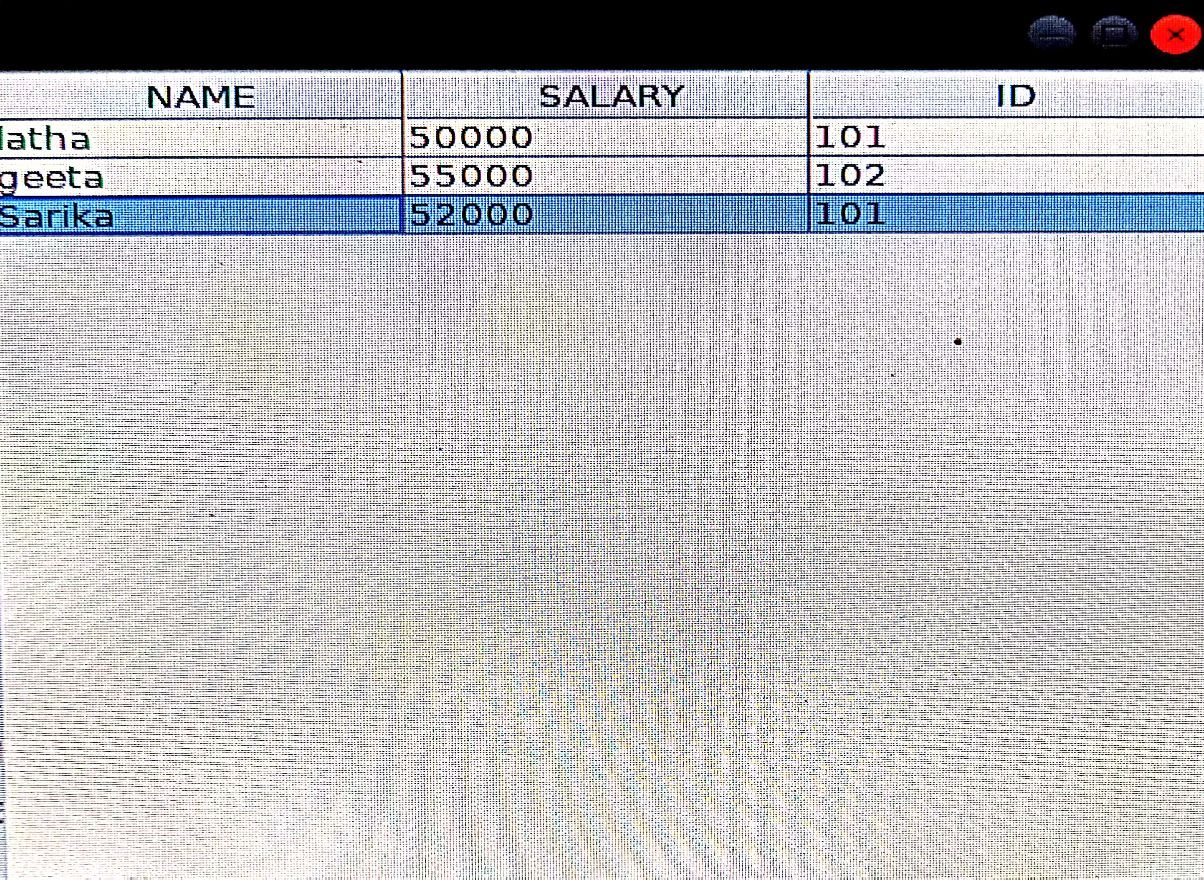 NAME SALARY ID
latha 50000 101
geeta 55000 102
Sarika 52000 101